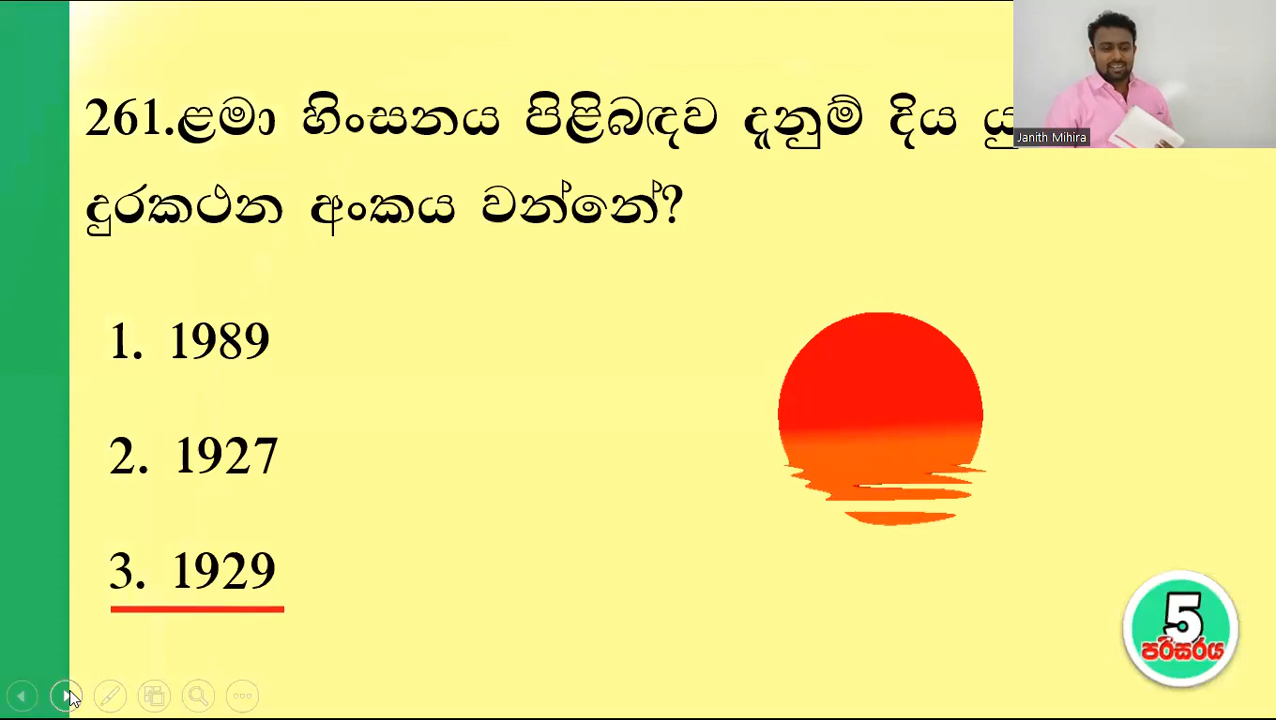 261.ළමා හිංසනය පිළිබඳව දැනුම් දිය යු
දුරකථන අංකය වන්නේ?
1. 1989
2. 1927
3. 1929
Janith Mihira
5
පරිසරය